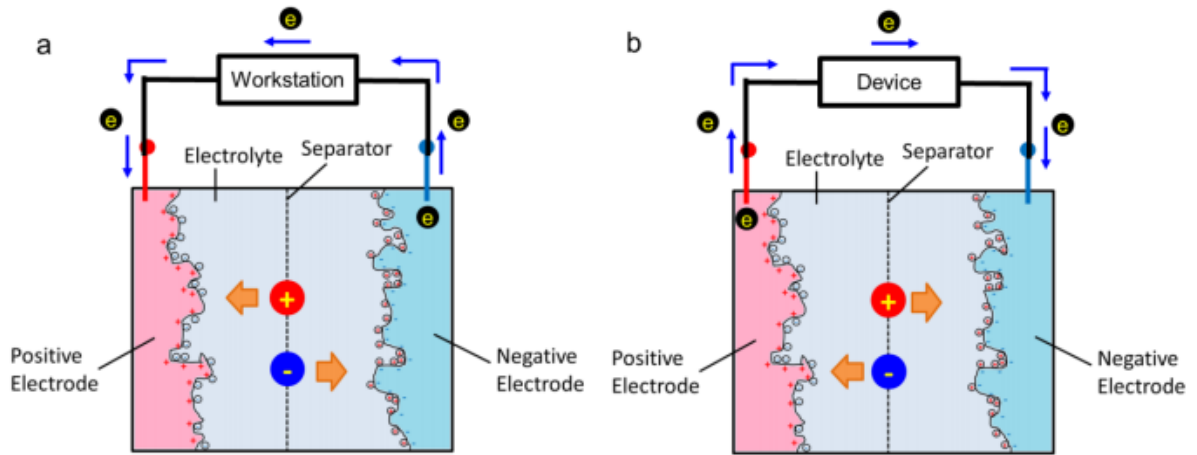 a
e
Workstation
e
e
Electrolyte
Separator
e
+
-
Positive
Electrode
Negative
Electrode
b
e
Device
e
e
Electrolyte
Separator
e
+
-
Positive
Electrode
Negative
Electrode